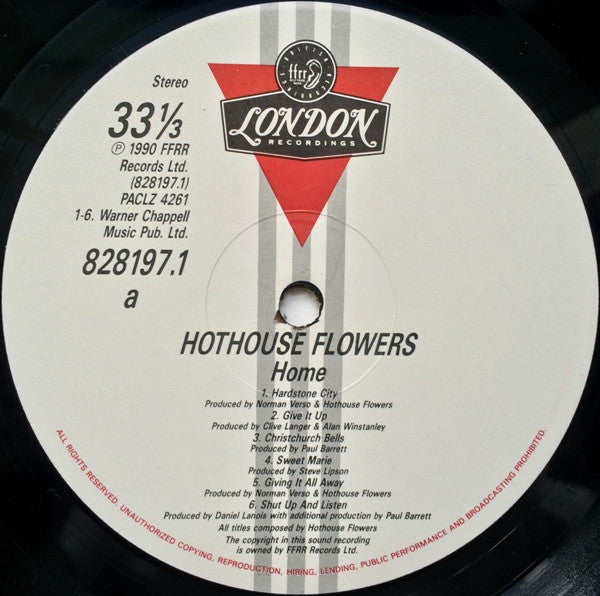 BRITISH
ffrr
RECORDINGS
LONDON
RECORDINGS
Stereo
33⅓
Ⓟ 1990 FFRR
Records Ltd.
(828197.1)
PACLZ 4261
1-6. Warner Chappell
Music Pub. Ltd.
828197.1
a
HOTHOUSE FLOWERS
Home
1. Hardstone City
Produced by Norman Verso & Hothouse Flowers
2. Give It Up
Produced by Clive Langer & Alan Winstanley
3. Christchurch Bells
Produced by Paul Barrett
4. Sweet Marie
Produced by Steve Lipson
5. Giving It All Away
Produced by Norman Verso & Hothouse Flowers
6. Shut Up And Listen
Produced by Daniel Lanois with additional production by Paul Barrett
All titles composed by Hothouse Flowers
The copyright in this sound recording
is owned by FFRR Records Ltd.
ALL RIGHTS RESERVED. UNAUTHORIZED COPYING, REPRODUCTION, HIRING, LENDING, PUBLIC PERFORMANCE AND BROADCASTING PROHIBITED.